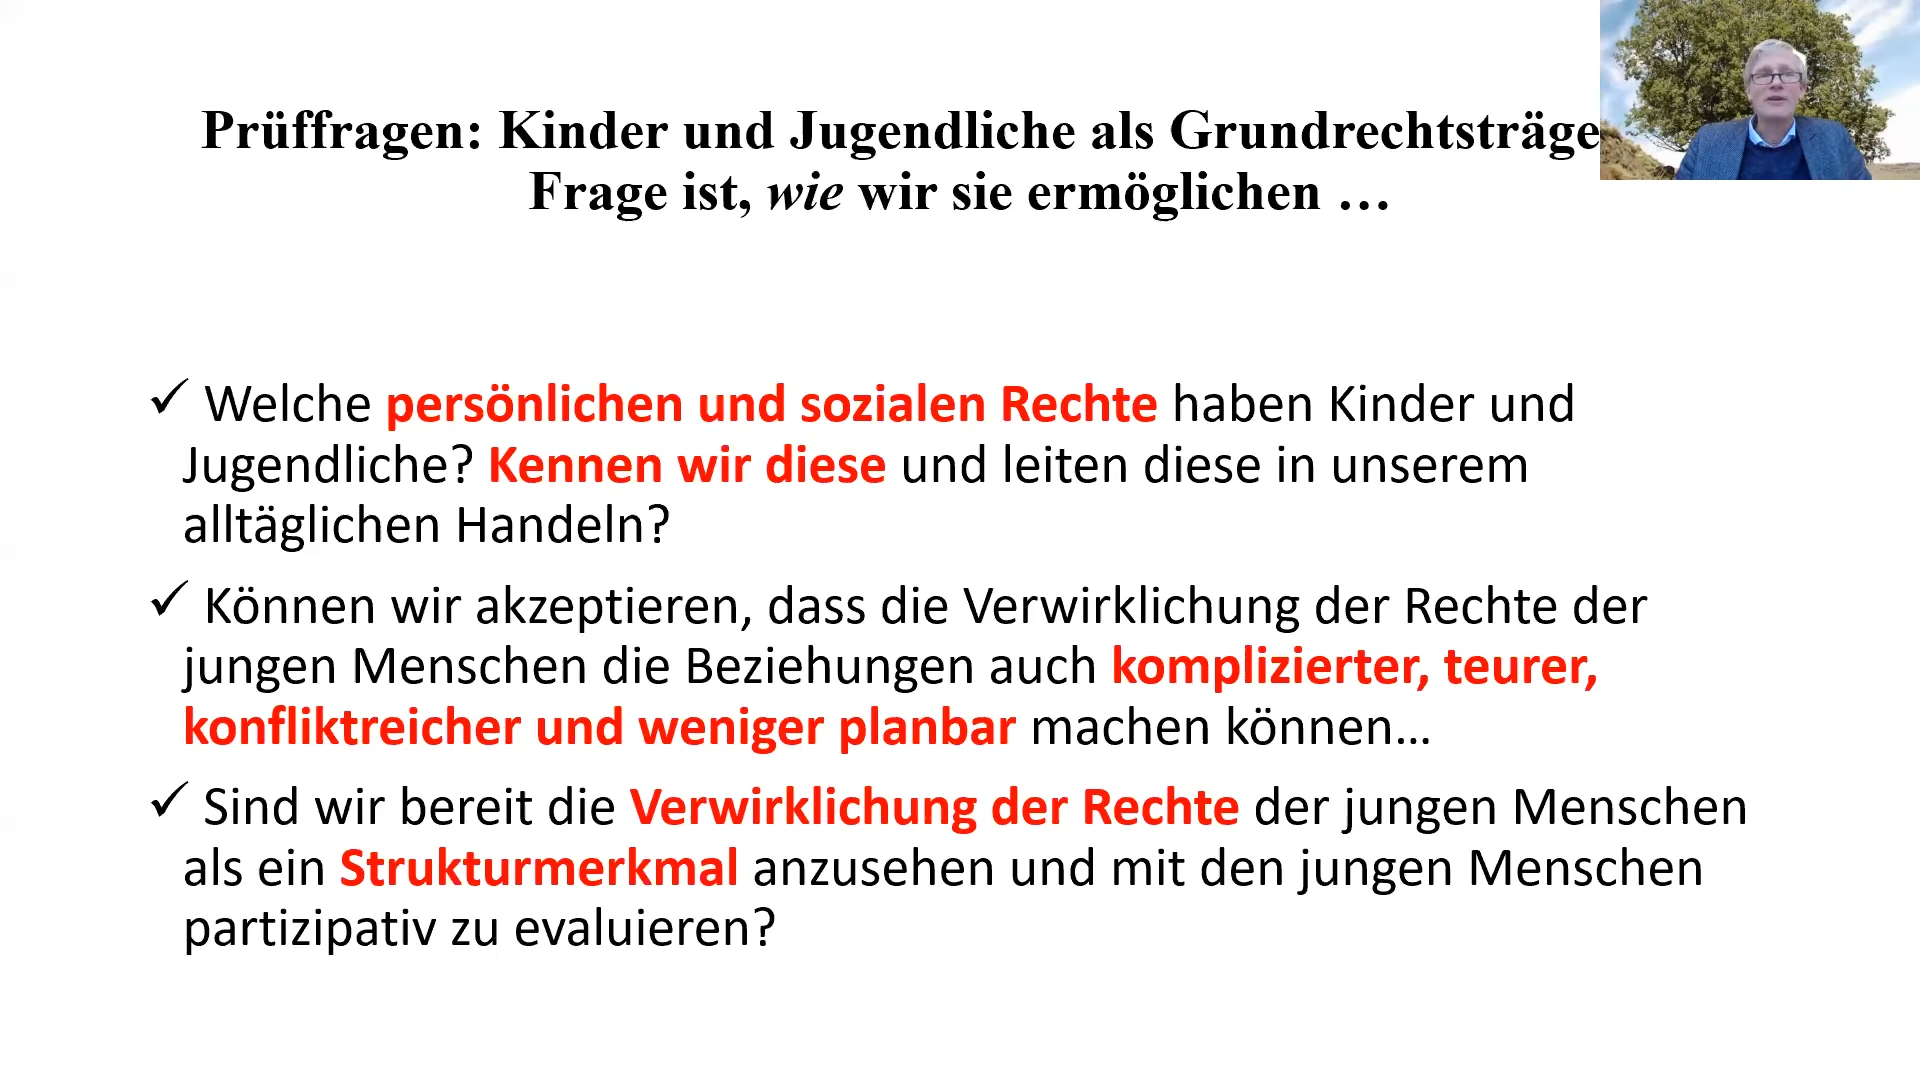 Prüffragen: Kinder und Jugendliche als Grundrechtsträge
Frage ist, wie wir sie ermöglichen …
✓ Welche persönlichen und sozialen Rechte haben Kinder und
Jugendliche? Kennen wir diese und leiten diese in unserem
alltäglichen Handeln?
✓ Können wir akzeptieren, dass die Verwirklichung der Rechte der
jungen Menschen die Beziehungen auch komplizierter, teurer,
konfliktreicher und weniger planbar machen können…
✓ Sind wir bereit die Verwirklichung der Rechte der jungen Menschen
als ein Strukturmerkmal anzusehen und mit den jungen Menschen
partizipativ zu evaluieren?